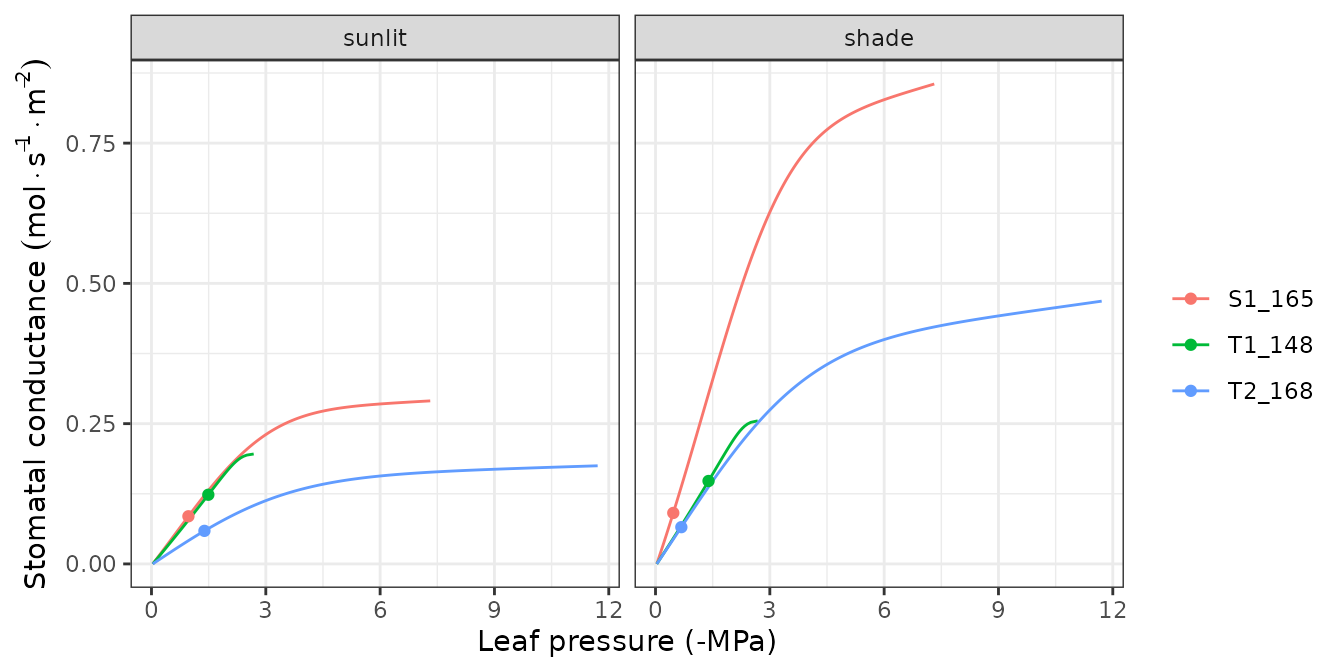 sunlit
shade
Stomatal conductance (mol·s⁻¹·m⁻²)
0.75
0.50
0.25
0.00
0 3 6 9 12
0 3 6 9 12
Leaf pressure (-MPa)
S1_165
T1_148
T2_168